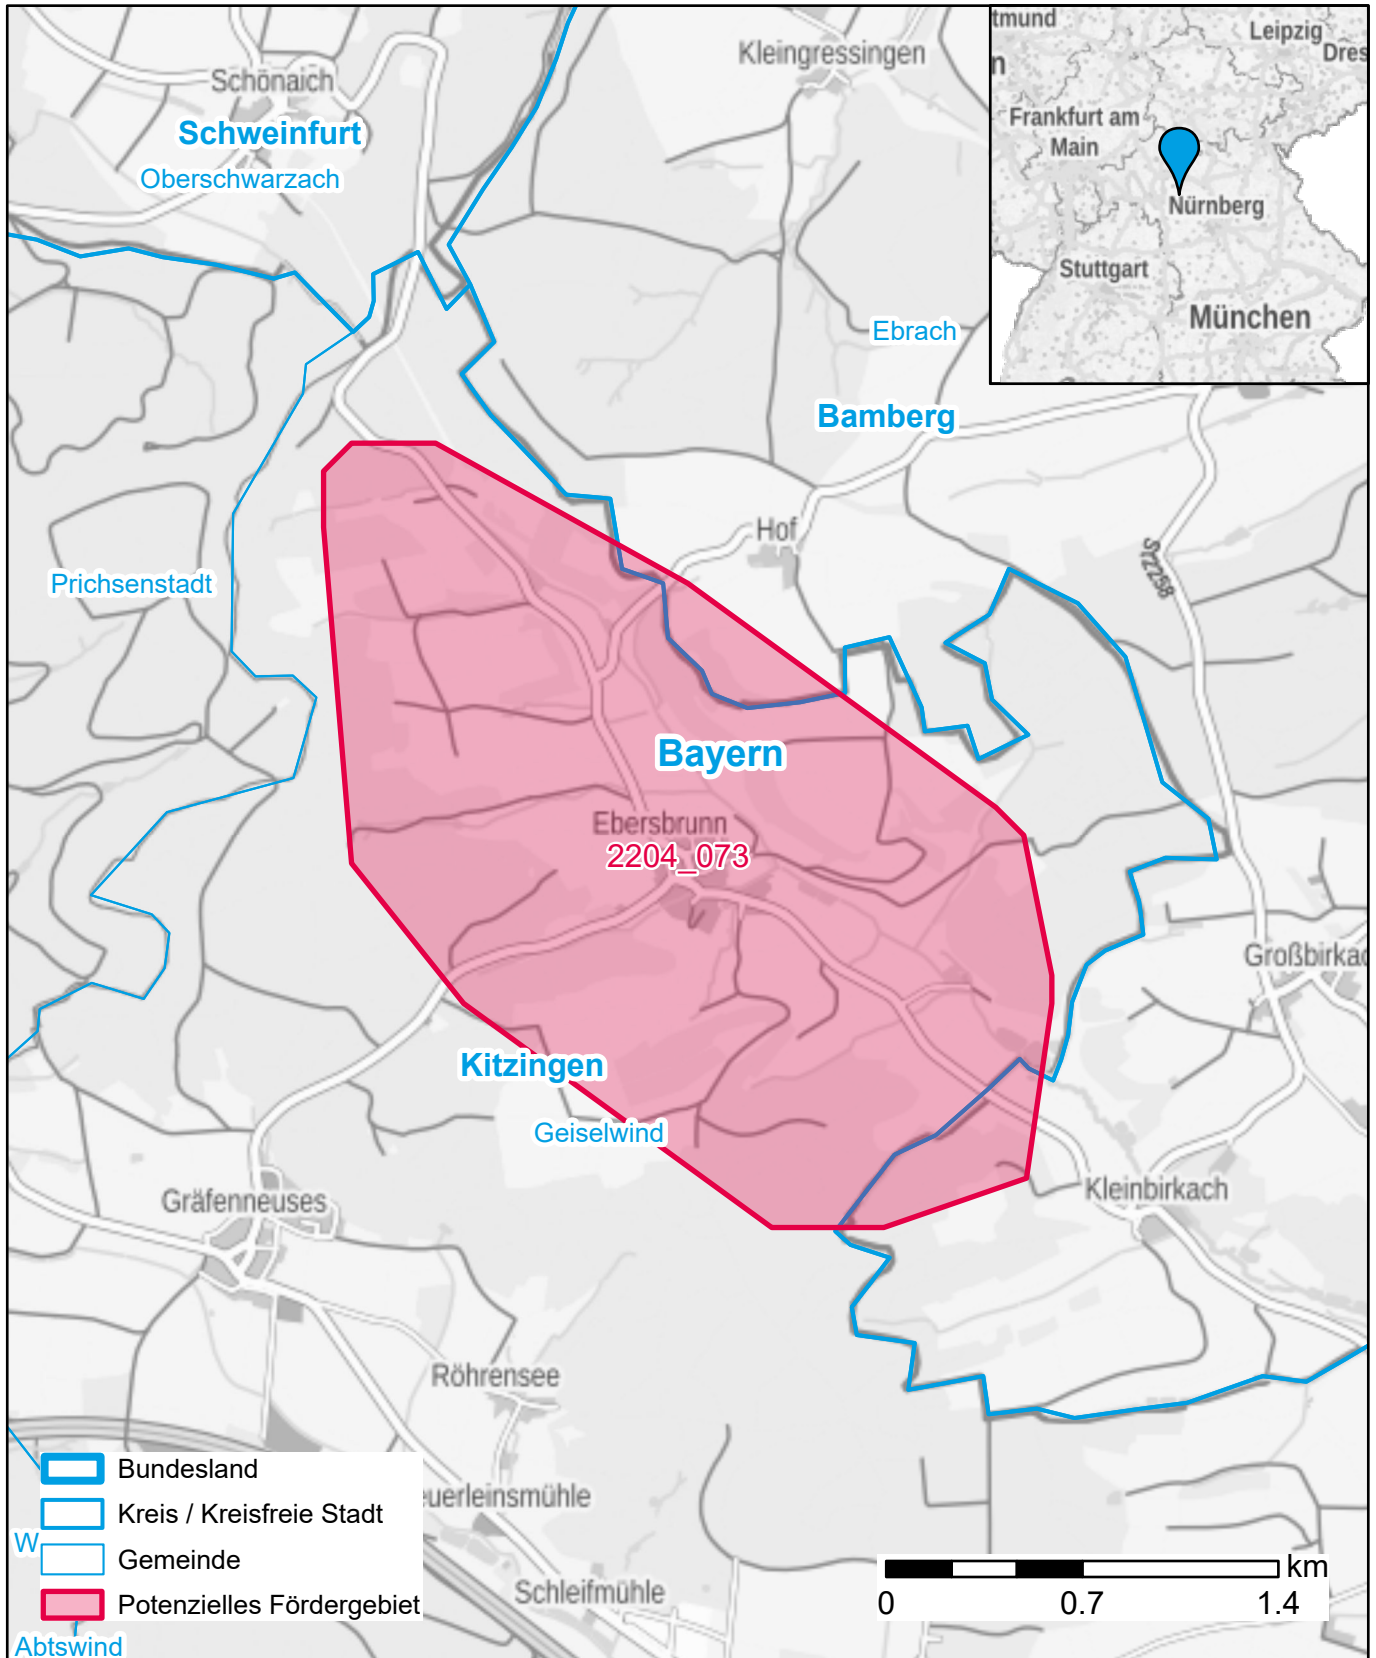 Schönaich
Schweinfurt
Oberschwarzach
Kleingressingen
tmund
Leipzig
Dres
n
Frankfurt am
Main
Nürnberg
Stuttgart
München
Ebrach
Bamberg
Hof
St2258
Prichsenstadt
Bayern
Ebersbrunn
2204_073
Großbirkac
Kitzingen
Geiselwind
Gräfenneuses
Kleinbirkach
Röhrensee
euerleinsmühle
Schleifmühle
Bundesland
Kreis / Kreisfreie Stadt
W
Gemeinde
Potenzielles Fördergebiet
Abtswind
km
0 0.7 1.4